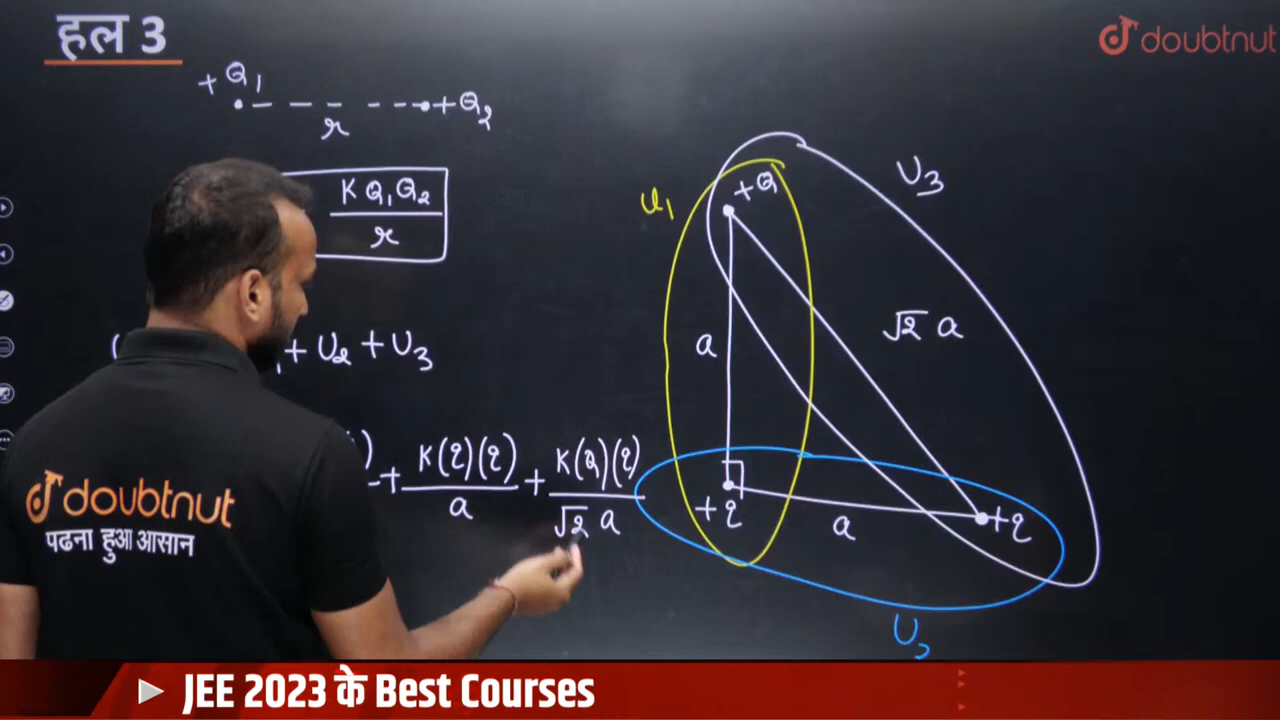 हल 3
doubtnut
+Q₁ +Q₂
r
KQ₁Q₂
r
+ U₂ + U₃
+ K(q)(q) + K(Q)(q)
a √2 a
U₁
+Q
U₃
a
√2 a
+q
a
+q
U
doubtnut
पढना हुआ आसान
JEE 2023 के Best Courses